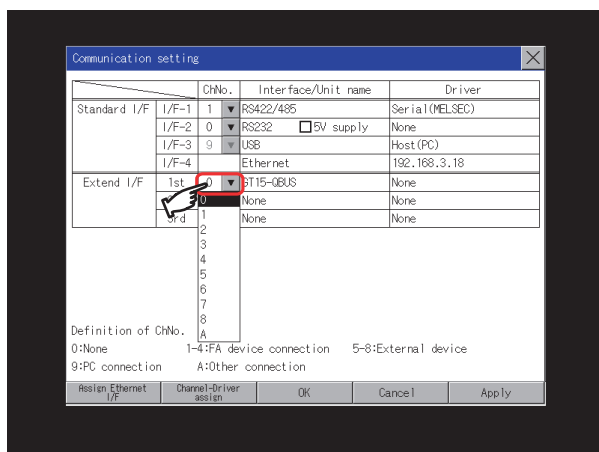 Communication setting
ChNo. Interface/Unit name Driver
Standard I/F I/F-1 1 RS422/485 Serial(MELSEC)
I/F-2 0 RS232 5V supply None
I/F-3 9 USB Host(PC)
I/F-4 Ethernet 192.168.3.18
Extend I/F 1st 0 GT15-QBUS None
0 None None
3rd 1 None None
2
3
4
5
6
7
8
A
Definition of ChNo.
0:None 1-4:FA device connection 5-8:External device
9:PC connection A:Other connection
Assign Ethernet I/F Channel-Driver assign OK Cancel Apply